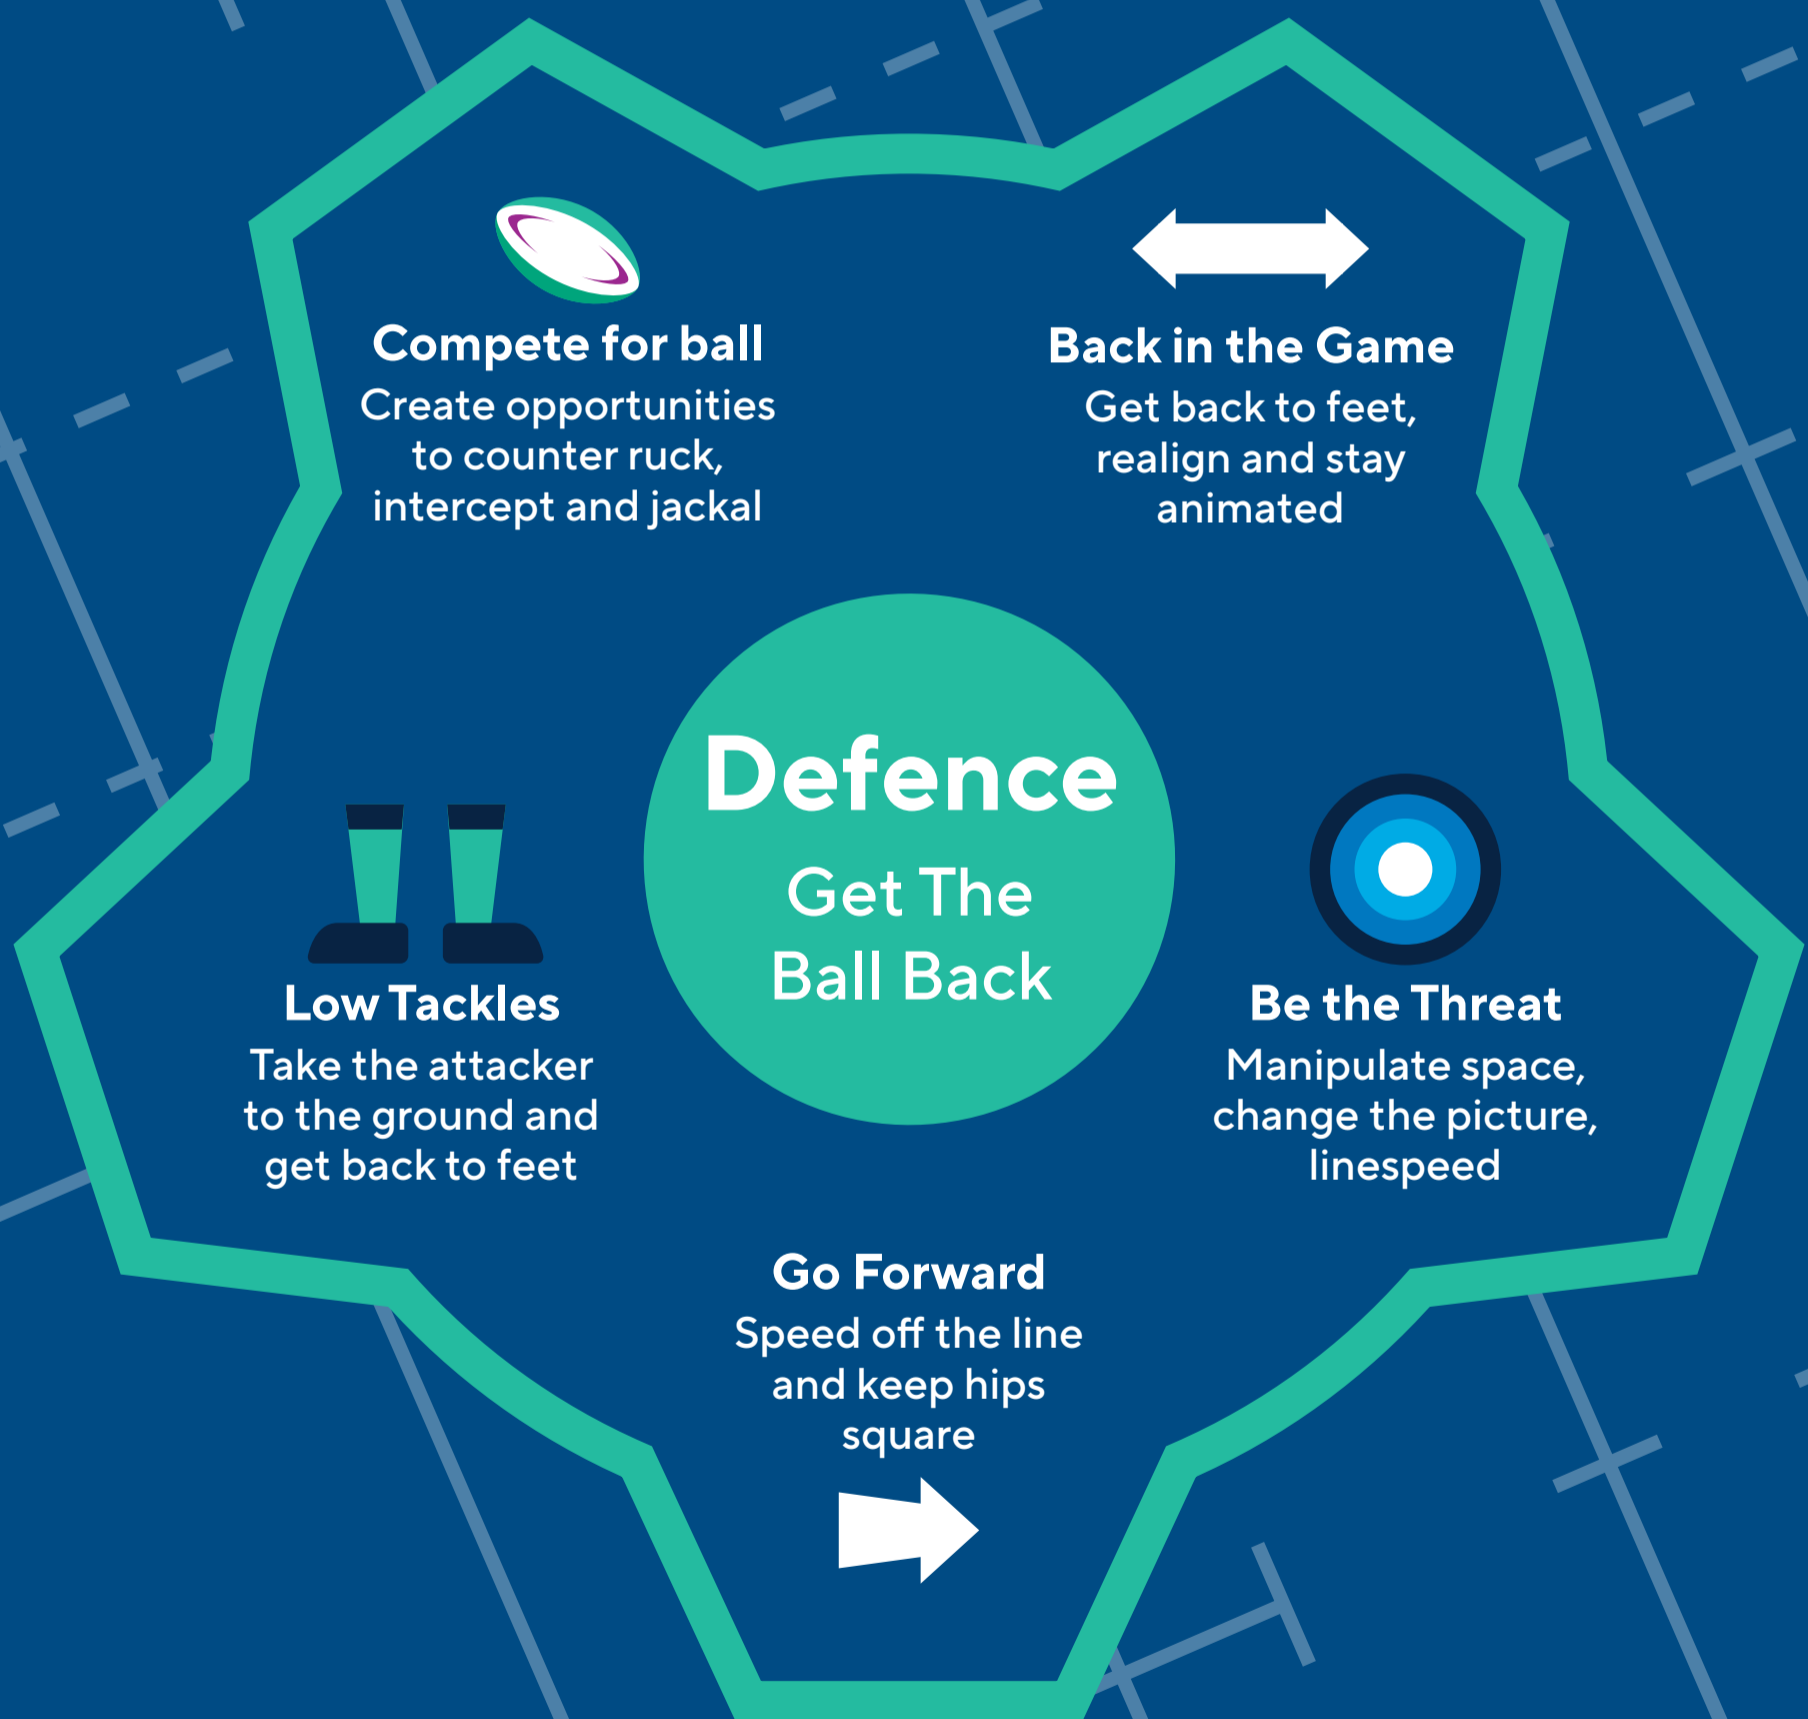 Compete for ball
Create opportunities
to counter ruck,
intercept and jackal
Back in the Game
Get back to feet,
realign and stay
animated
Defence
Get The
Ball Back
Low Tackles
Take the attacker
to the ground and
get back to feet
Be the Threat
Manipulate space,
change the picture,
linespeed
Go Forward
Speed off the line
and keep hips
square